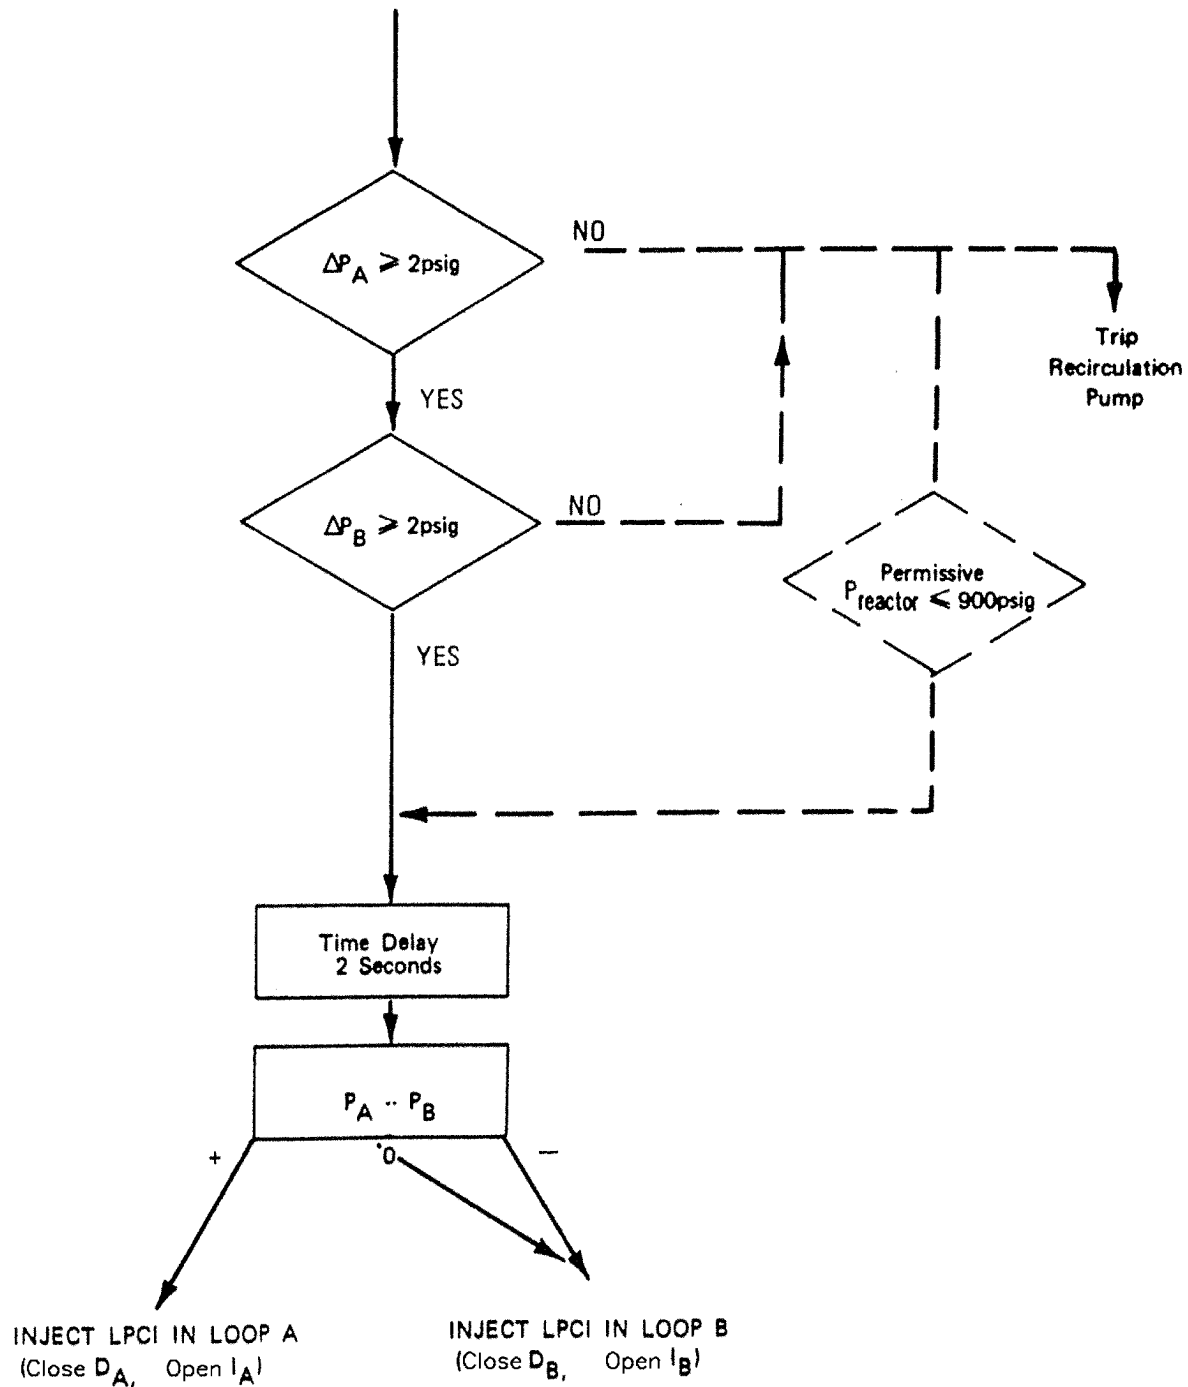 NO
ΔP_A ⩾ 2psig
Trip
Recirculation
Pump
YES
NO
ΔP_B ⩾ 2psig
Permissive
P_reactor ⩽ 900psig
YES
Time Delay
2 Seconds
P_A -- P_B
+ 0 —
INJECT LPCI IN LOOP A
(Close D_A, Open I_A)
INJECT LPCI IN LOOP B
(Close D_B, Open I_B)